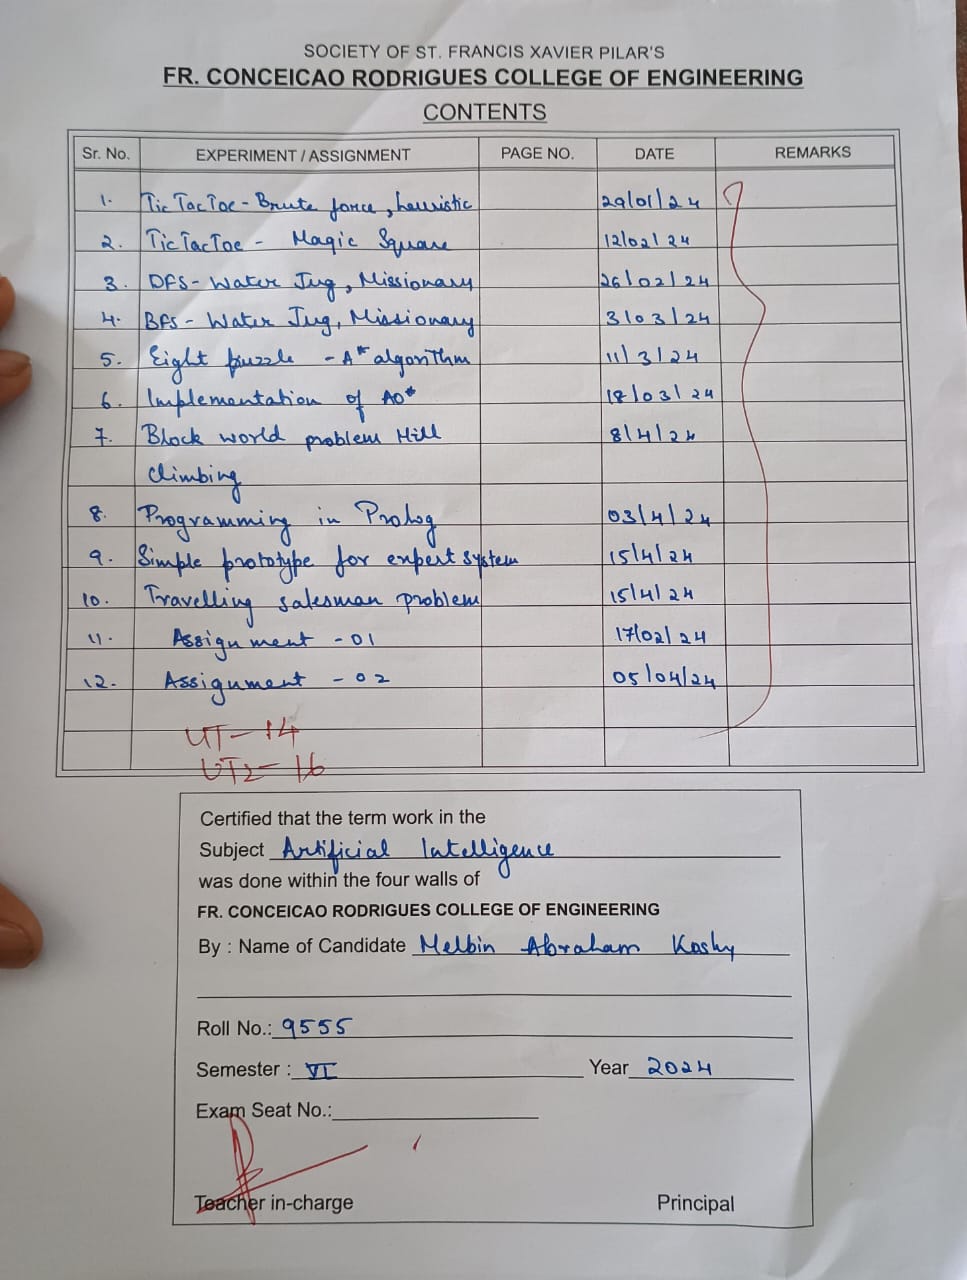 SOCIETY OF ST. FRANCIS XAVIER PILAR'S
FR. CONCEICAO RODRIGUES COLLEGE OF ENGINEERING
CONTENTS
Sr. No. EXPERIMENT / ASSIGNMENT PAGE NO. DATE REMARKS
1. Tic Tac Toe - Brute force, heuristic 29/01/24
2. Tic Tac Toe - Magic Square 12/02/24
3. DFS - Water Jug, Missionary 26/02/24
4. BFS - Water Jug, Missionary 3/03/24
5. Eight puzzle - A* algorithm 11/3/24
6. Implementation of AO* 18/03/24
7. Block world problem Hill 8/4/24
climbing
8. Programming in Prolog 03/4/24
9. Simple prototype for expert system 15/4/24
10. Travelling salesman problem 15/4/24
11. Assignment - 01 17/02/24
12. Assignment - 02 05/04/24
UT - 14
UT2 - 16
Certified that the term work in the
Subject Artificial Intelligence
was done within the four walls of
FR. CONCEICAO RODRIGUES COLLEGE OF ENGINEERING
By : Name of Candidate Melbin Abraham Koshy
Roll No.: 9555
Semester : VI Year 2024
Exam Seat No.:
Teacher in-charge Principal